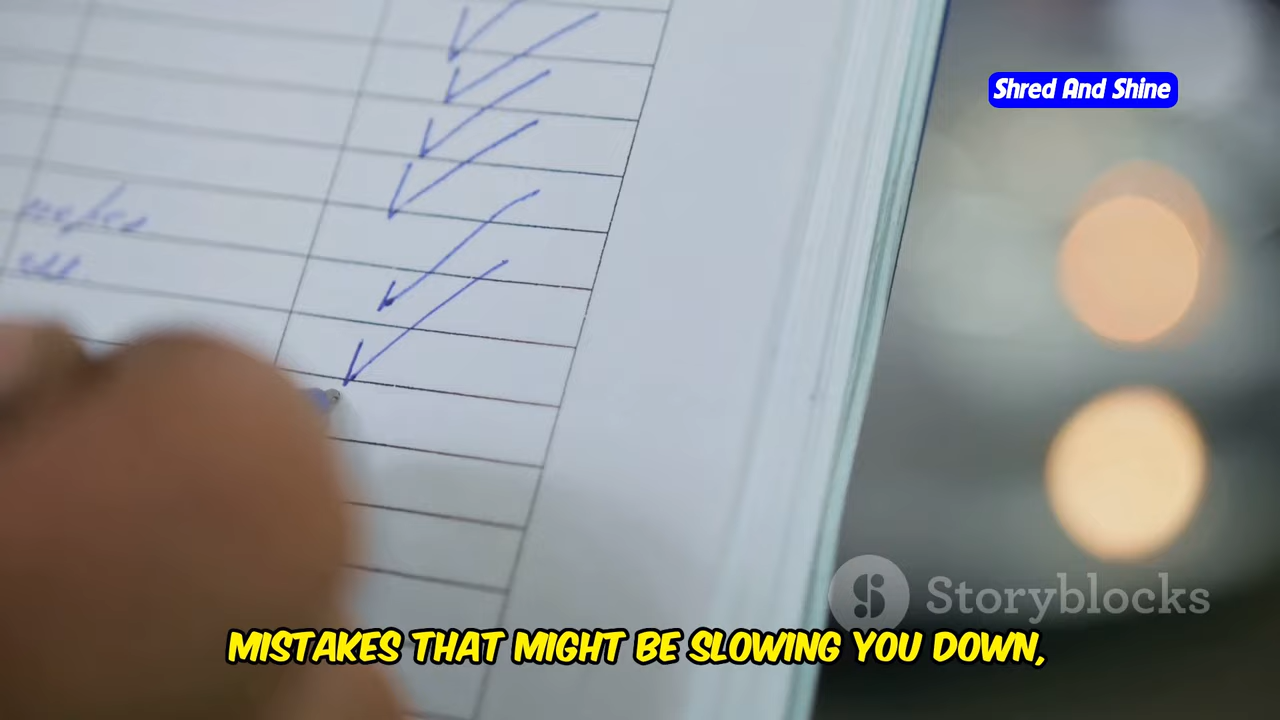 Shred And Shine
Storyblocks
MISTAKES THAT MIGHT BE SLOWING YOU DOWN,